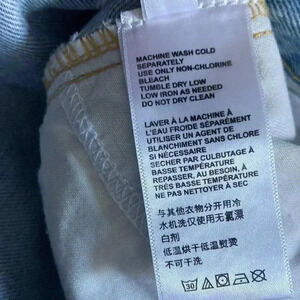 MACHINE WASH COLD
SEPARATELY
USE ONLY NON-CHLORINE
BLEACH
TUMBLE DRY LOW
LOW IRON AS NEEDED
DO NOT DRY CLEAN
LAVER À LA MACHINE À
L'EAU FROIDE SÉPARÉMENT
UTILISER UN AGENT DE
BLANCHIMENT SANS CHLORE
SI NÉCESSAIRE
SECHER PAR CULBUTAGE À
BASSE TEMPÉRATURE
REPASSER, AU BESOIN, À
TRÉS BASSE TEMPÉRATURE
NE PAS NETTOYER À SEC
与其他衣物分开用冷
水机洗仅使用无氯漂
白剂
低温烘干低温熨烫
不可干洗
30